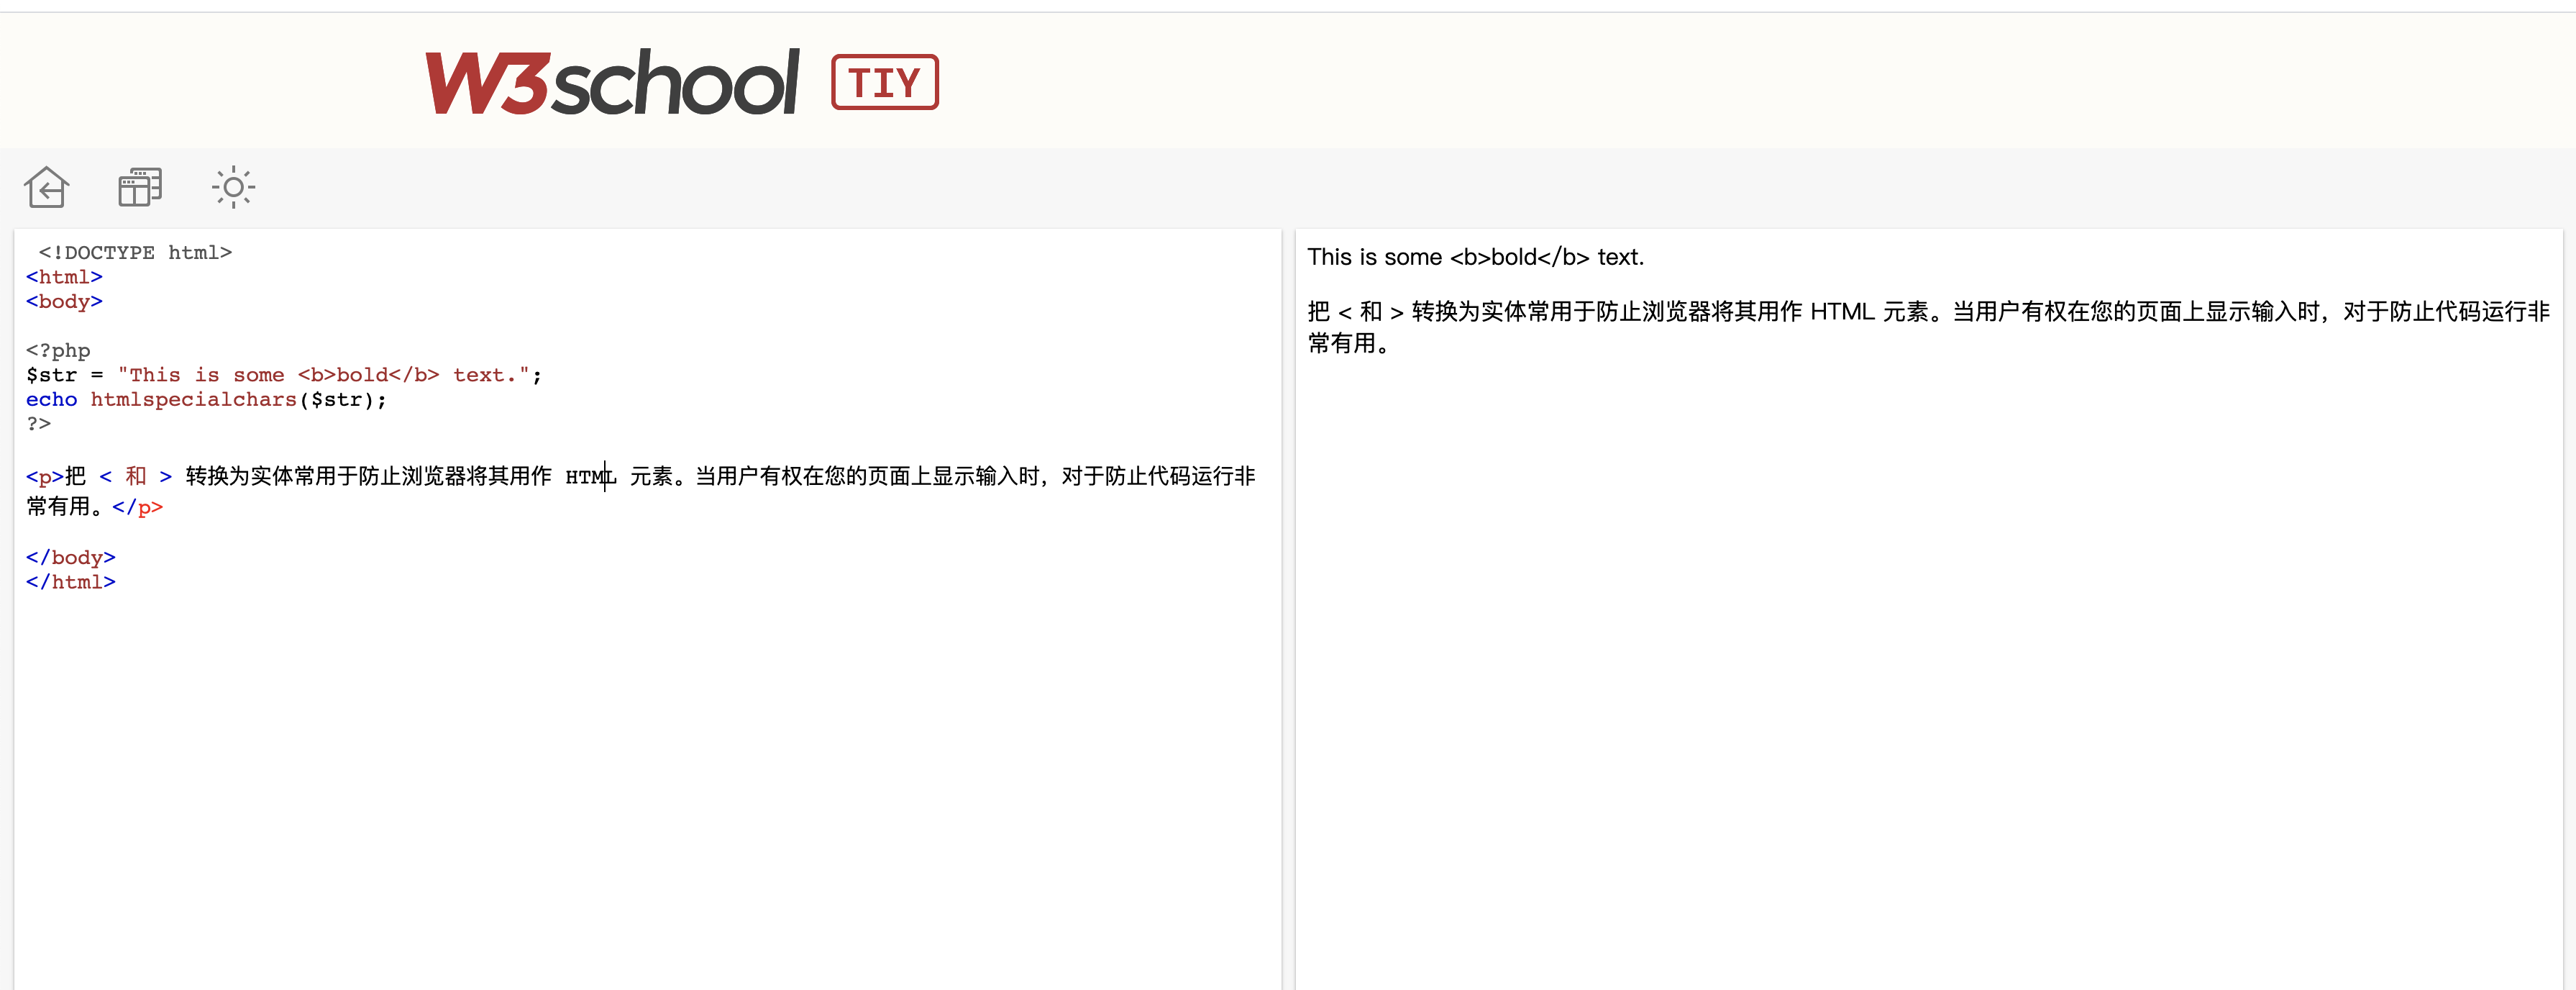 W3school TIY
<!DOCTYPE html>
<html>
<body>
<?php
$str = "This is some <b>bold</b> text.";
echo htmlspecialchars($str);
?>
<p>把 < 和 > 转换为实体常用于防止浏览器将其用作 HTML 元素。当用户有权在您的页面上显示输入时，对于防止代码运行非
常有用。</p>
</body>
</html>
This is some <b>bold</b> text.
把 < 和 > 转换为实体常用于防止浏览器将其用作 HTML 元素。当用户有权在您的页面上显示输入时，对于防止代码运行非
常有用。